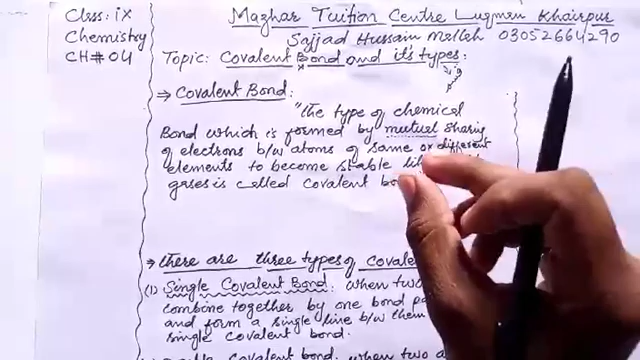 Class: IX
Mazhar Tuition Centre Luqman Khairpur
Chemistry
Sajjad Hussain Malleh 03052664290
CH#04
Topic: Covalent Bond and it's types:
⇒ Covalent Bond:
"The type of chemical
Bond which is formed by mutual sharing
of electrons b/w atoms of same or different
elements to become stable
gases is called covalent
⇒ there are three types of
(1) Single Covalent Bond: when two
combine together by one bond
and form a single line b/w them
single covalent bond.
covalent bond. when two